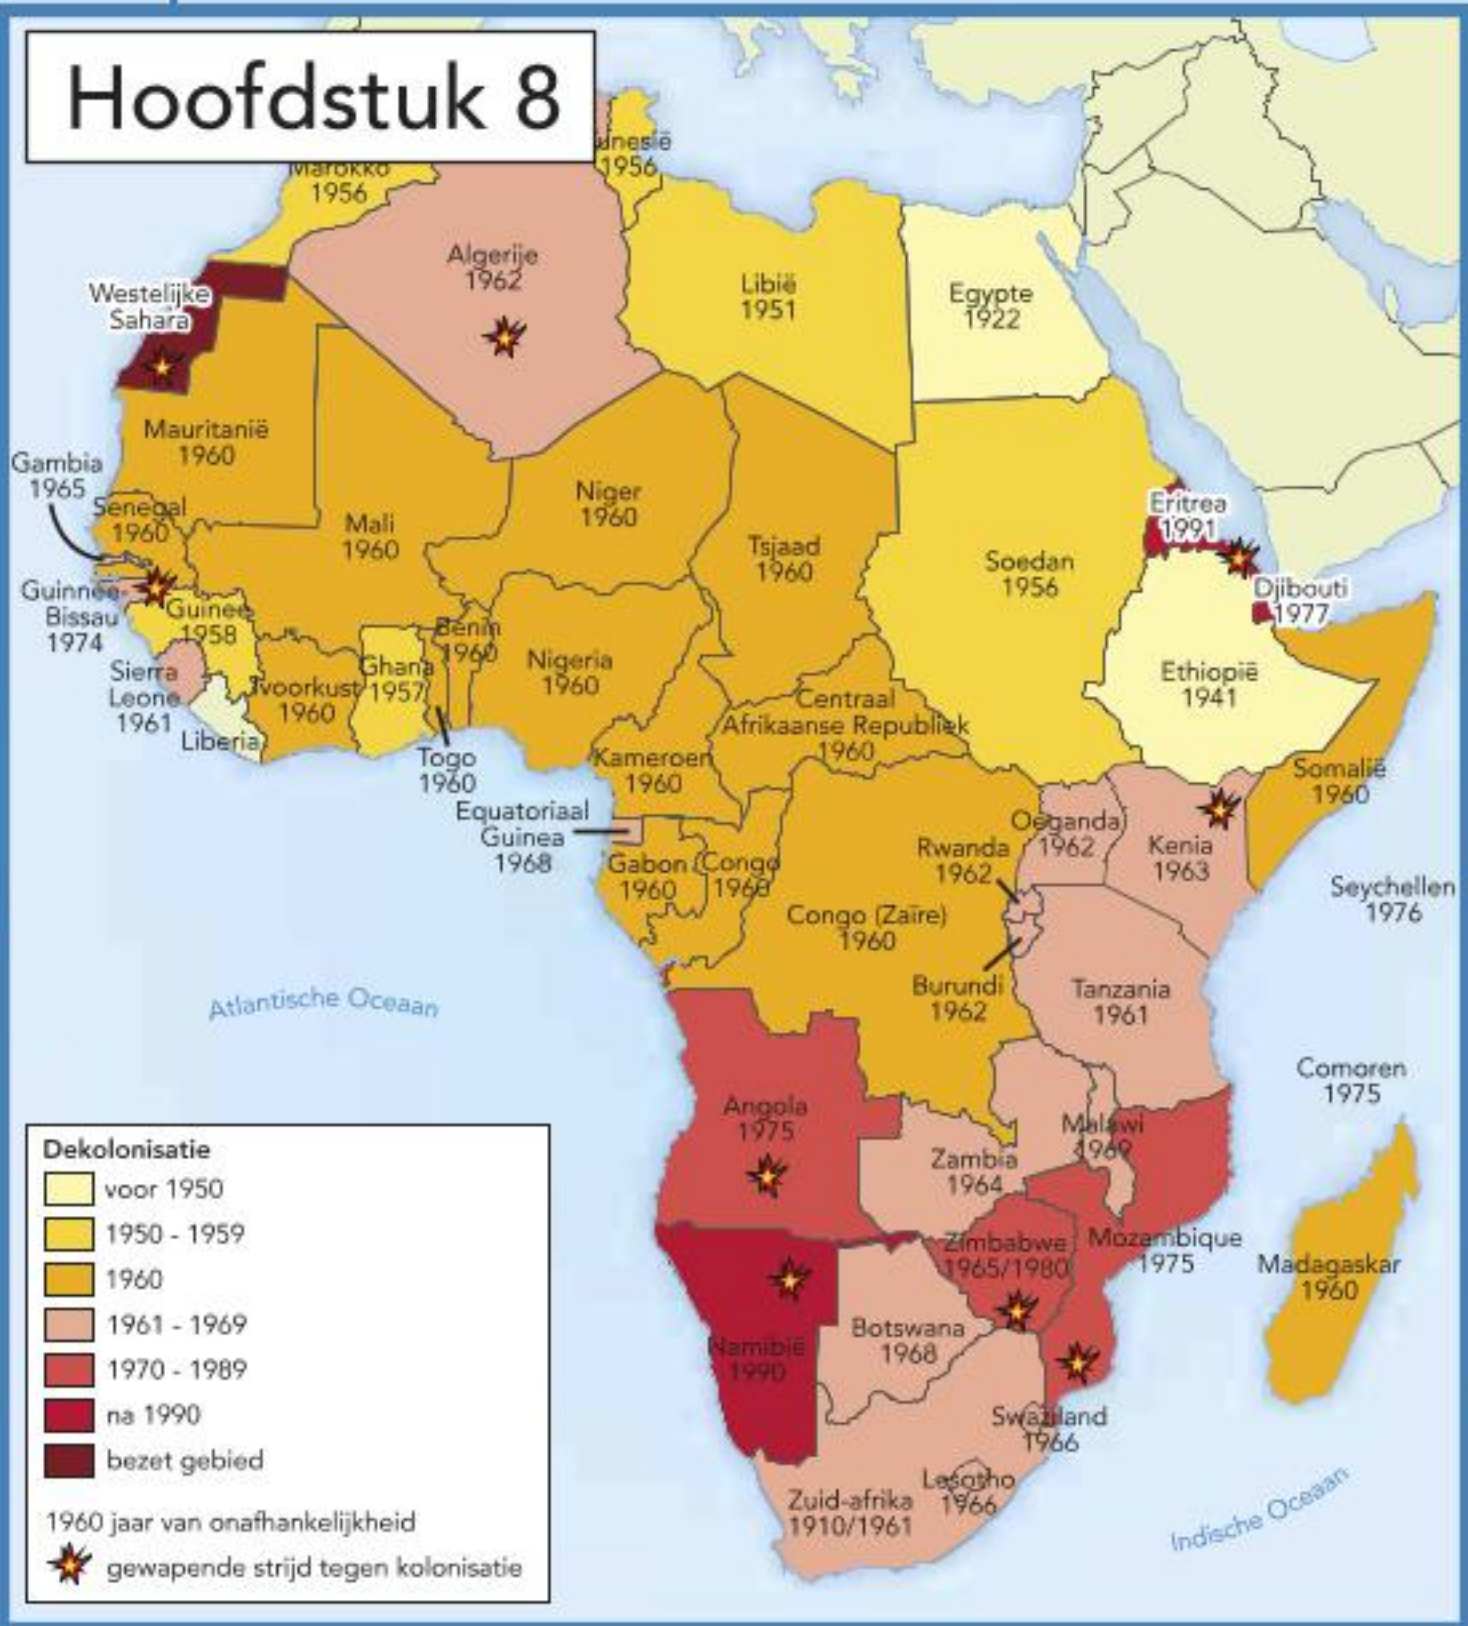 Hoofdstuk 8
Marokko
1956
unesië
1956
Algerije
1962
Libië
1951
Egypte
1922
Westelijke
Sahara
Mauritanië
1960
Gambia
1965
Senegal
1960
Mali
1960
Niger
1960
Tsjaad
1960
Soedan
1956
Eritrea
1991
Djibouti
1977
Guinnee-
Bissau
1974
Guinee
1958
Sierra
Leone
1961
Liberia
Ivoorkust
1960
Ghana
1957
Benin
1960
Togo
1960
Nigeria
1960
Centraal
Afrikaanse Republiek
1960
Ethiopië
1941
Somalië
1960
Kameroen
1960
Equatoriaal
Guinea
1968
Gabon
1960
Congo
1960
Congo (Zaïre)
1960
Oeganda
1962
Rwanda
1962
Kenia
1963
Seychellen
1976
Burundi
1962
Tanzania
1961
Atlantische Oceaan
Comoren
1975
Angola
1975
Zambia
1964
Malawi
1969
Mozambique
1975
Zimbabwe
1965/1980
Madagaskar
1960
Namibië
1990
Botswana
1968
Swaziland
1966
Lesotho
1966
Zuid-afrika
1910/1961
Indische Oceaan
Dekolonisatie
voor 1950
1950 - 1959
1960
1961 - 1969
1970 - 1989
na 1990
bezet gebied
1960 jaar van onafhankelijkheid
gewapende strijd tegen kolonisatie